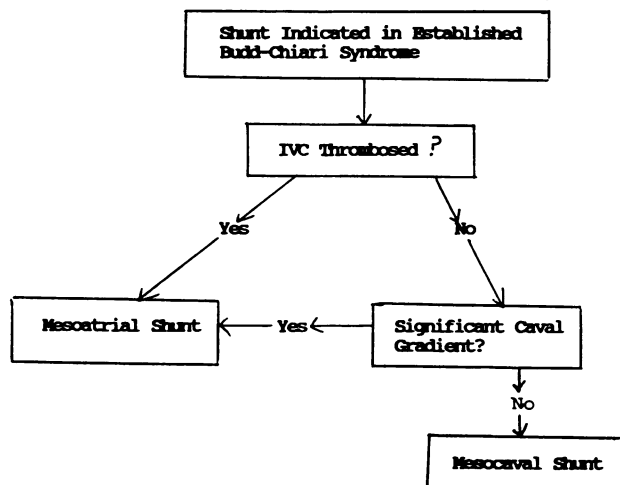 Shunt Indicated in Established
Budd-Chiari Syndrome
IVC Thrombosed ?
Yes
No
Mesoatrial Shunt
Yes
Significant Caval
Gradient?
No
Mesocaval Shunt